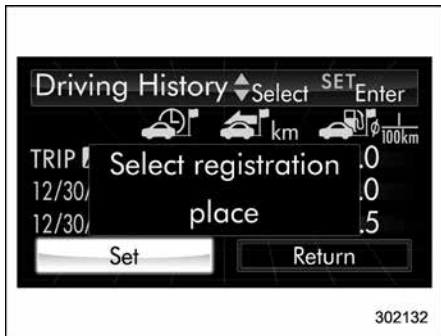 Driving History Select SET Enter
km ø 100km
TRIP .0
12/30/ .0
12/30/ .5
Select registration
place
Set Return
302132